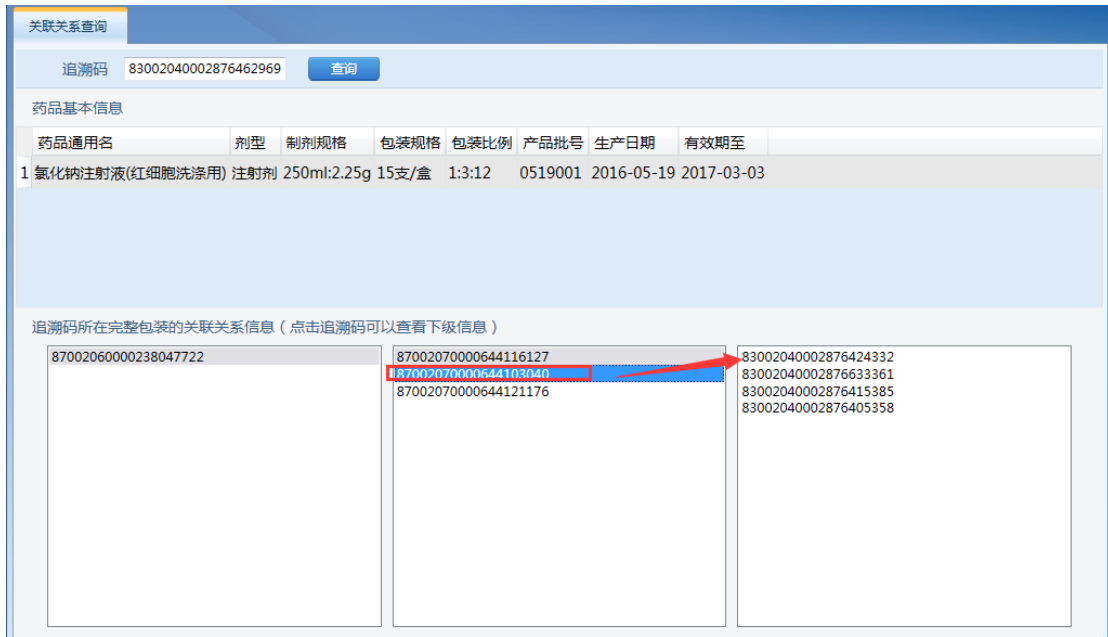 关联关系查询
追溯码 83002040002876462969 查询
药品基本信息
药品通用名 剂型 制剂规格 包装规格 包装比例 产品批号 生产日期 有效期至
1 氯化钠注射液(红细胞洗涤用) 注射剂 250ml:2.25g 15支/盒 1:3:12 0519001 2016-05-19 2017-03-03
追溯码所在完整包装的关联关系信息（点击追溯码可以查看下级信息）
87002060000238047722
87002070000644116127
87002070000644103040
87002070000644121176
83002040002876424332
83002040002876633361
83002040002876415385
83002040002876405358